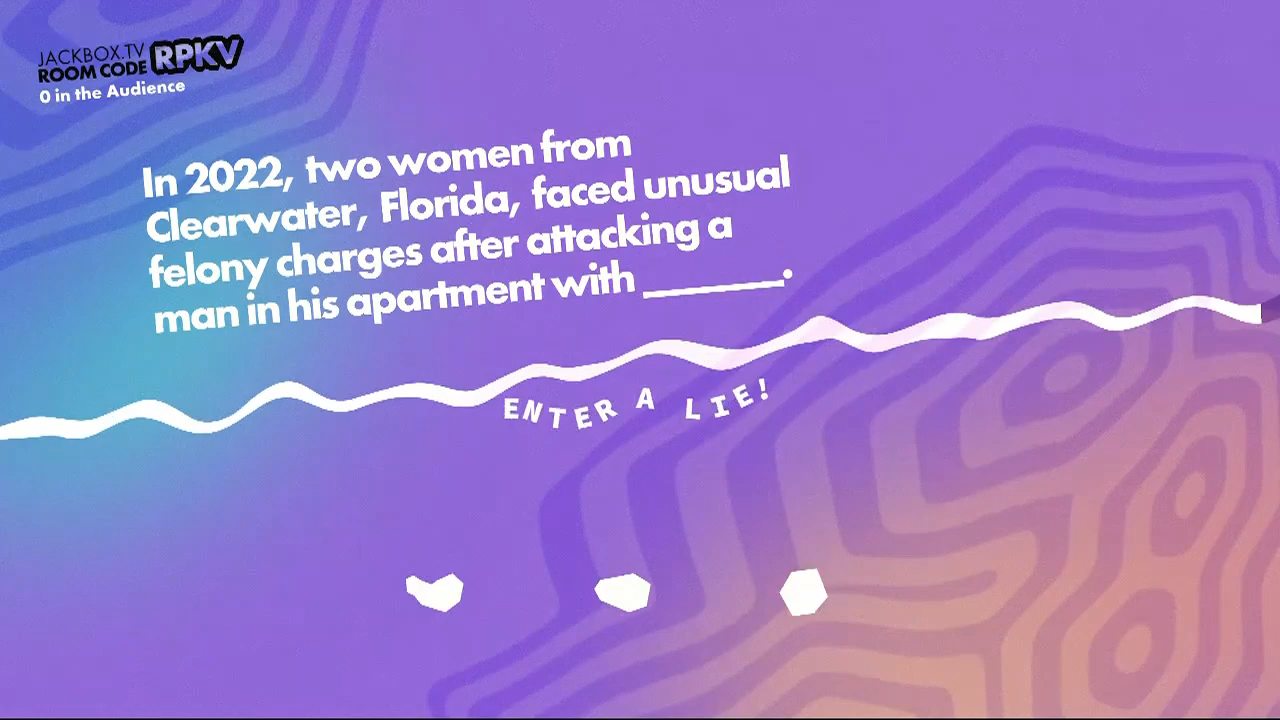 JACKBOX.TV
ROOM CODE RPKV
0 in the Audience
In 2022, two women from
Clearwater, Florida, faced unusual
felony charges after attacking a
man in his apartment with ______.
ENTER A LIE!